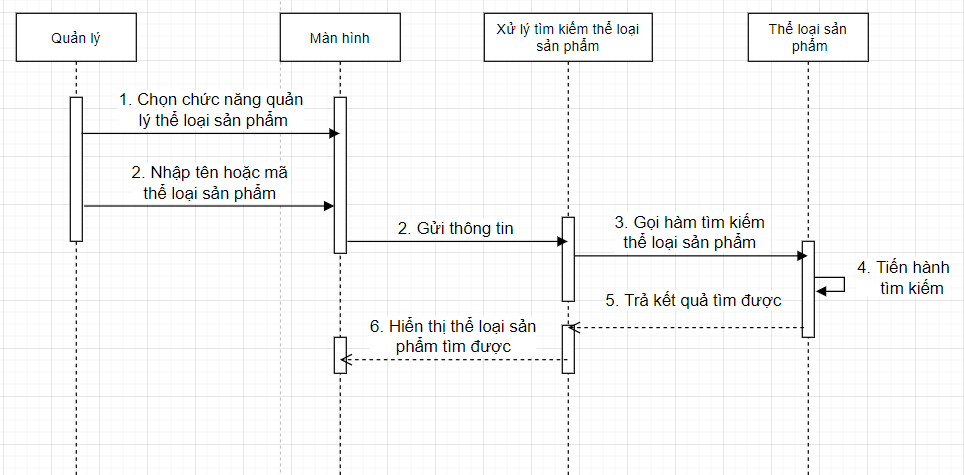 Quản lý
Màn hình
Xử lý tìm kiếm thể loại
sản phẩm
Thể loại sản
phẩm
1. Chọn chức năng quản
lý thể loại sản phẩm
2. Nhập tên hoặc mã
thể loại sản phẩm
2. Gửi thông tin
3. Gọi hàm tìm kiếm
thể loại sản phẩm
4. Tiến hành
tìm kiếm
5. Trả kết quả tìm được
6. Hiển thị thể loại sản
phẩm tìm được